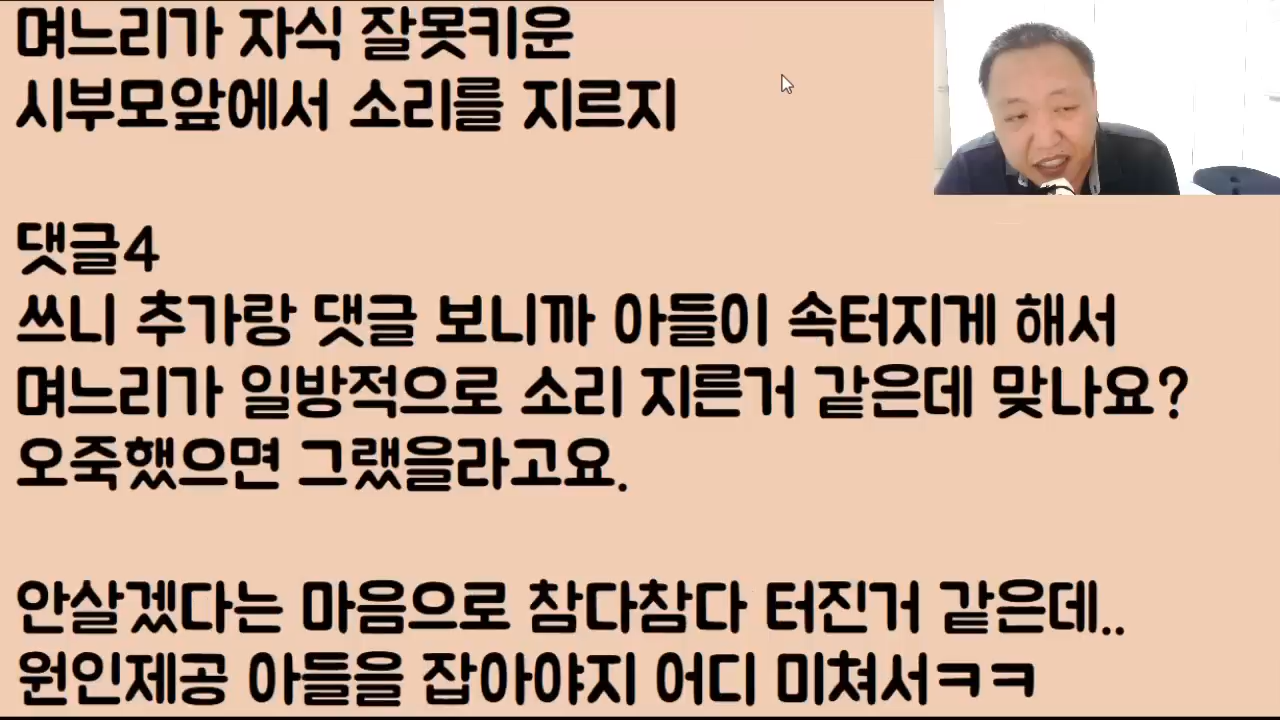 며느리가 자식 잘못키운
시부모앞에서 소리를 지르지
댓글4
쓰니 추가랑 댓글 보니까 아들이 속터지게 해서
며느리가 일방적으로 소리 지른거 같은데 맞나요?
오죽했으면 그랬을라고요.
안살겠다는 마음으로 참다참다 터진거 같은데..
원인제공 아들을 잡아야지 어디 미쳐서ㅋㅋ